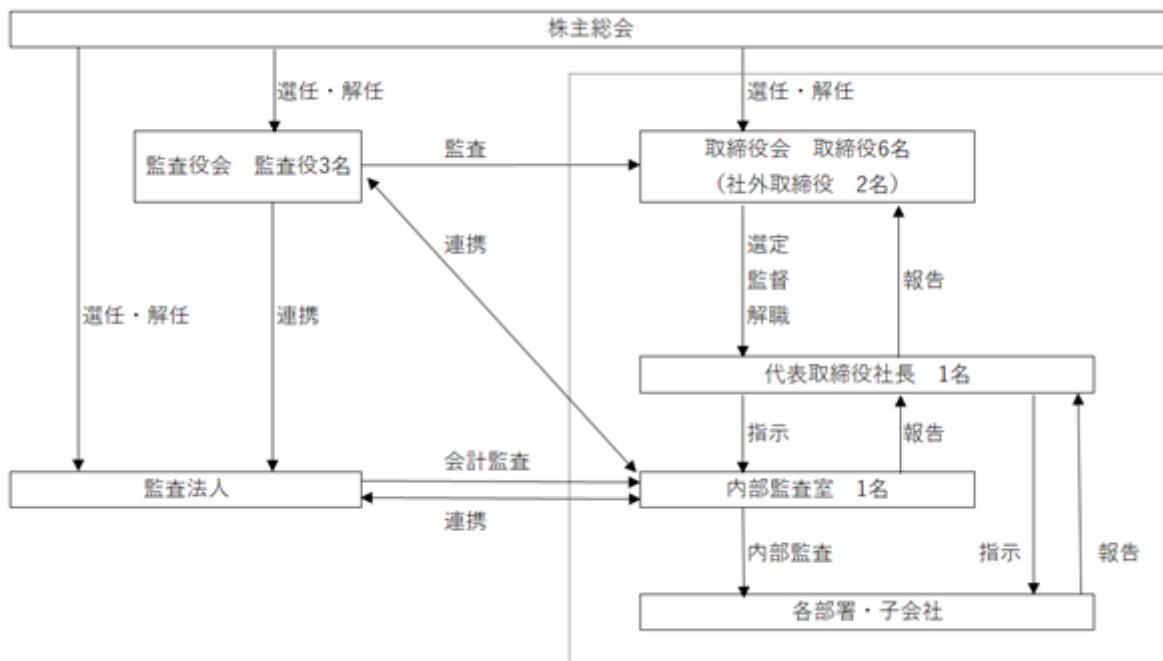 株主総会
選任・解任
選任・解任
監査役会　監査役3名
監査
取締役会　取締役6名
（社外取締役　2名）
連携
選定
監督
解職
報告
選任・解任
連携
代表取締役社長　1名
指示
報告
会計監査
監査法人
内部監査室　1名
連携
内部監査
指示
報告
各部署・子会社